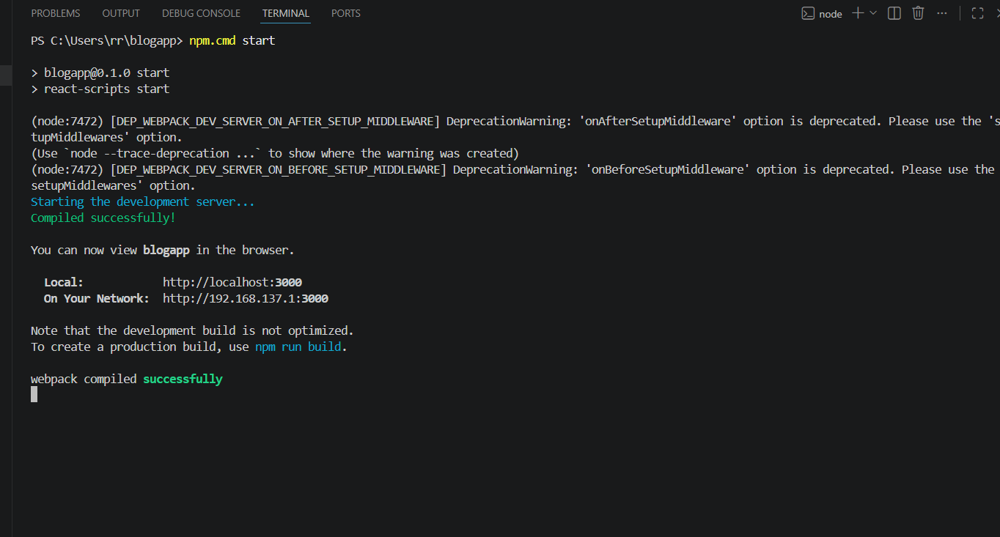 PROBLEMS OUTPUT DEBUG CONSOLE TERMINAL PORTS node
PS C:\Users\rr\blogapp> npm.cmd start
> blogapp@0.1.0 start
> react-scripts start
(node:7472) [DEP_WEBPACK_DEV_SERVER_ON_AFTER_SETUP_MIDDLEWARE] DeprecationWarning: 'onAfterSetupMiddleware' option is deprecated. Please use the 's
tupMiddlewares' option.
(Use `node --trace-deprecation ...` to show where the warning was created)
(node:7472) [DEP_WEBPACK_DEV_SERVER_ON_BEFORE_SETUP_MIDDLEWARE] DeprecationWarning: 'onBeforeSetupMiddleware' option is deprecated. Please use the
setupMiddlewares' option.
Starting the development server...
Compiled successfully!
You can now view blogapp in the browser.
Local: http://localhost:3000
On Your Network: http://192.168.137.1:3000
Note that the development build is not optimized.
To create a production build, use npm run build.
webpack compiled successfully